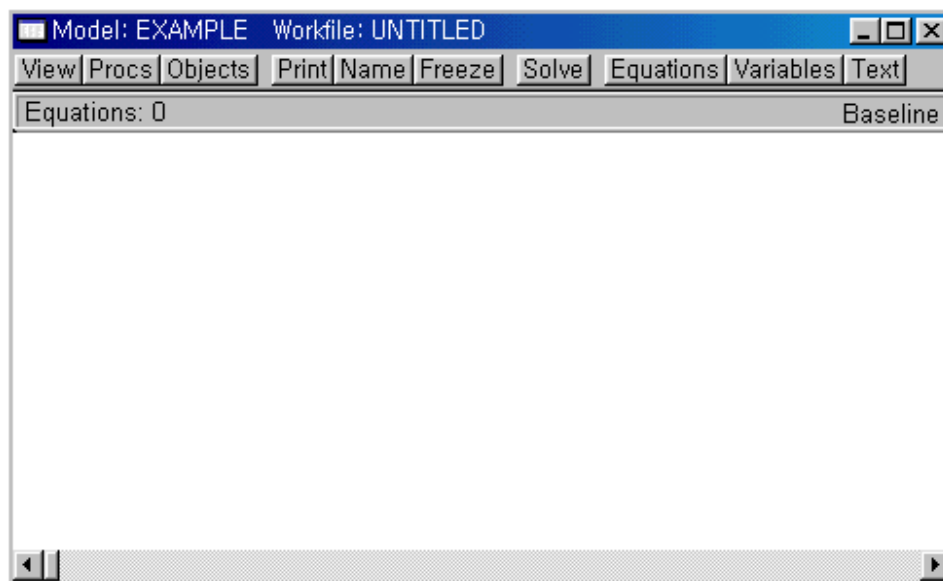 Model: EXAMPLE Workfile: UNTITLED
View Procs Objects Print Name Freeze Solve Equations Variables Text
Equations: 0 Baseline